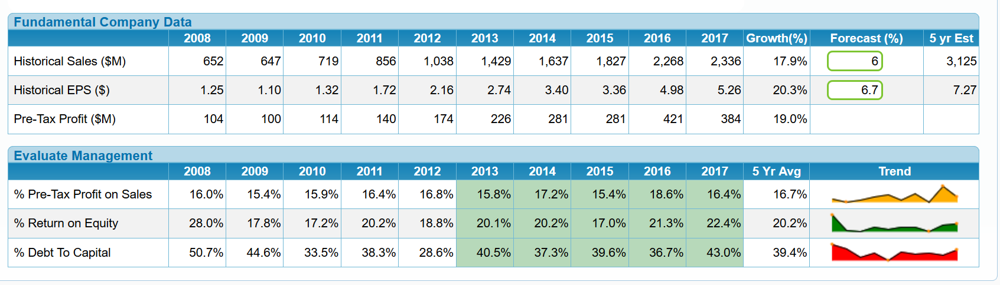 Fundamental Company Data
2008 2009 2010 2011 2012 2013 2014 2015 2016 2017 Growth(%) Forecast (%) 5 yr Est
Historical Sales ($M) 652 647 719 856 1,038 1,429 1,637 1,827 2,268 2,336 17.9% 6 3,125
Historical EPS ($) 1.25 1.10 1.32 1.72 2.16 2.74 3.40 3.36 4.98 5.26 20.3% 6.7 7.27
Pre-Tax Profit ($M) 104 100 114 140 174 226 281 281 421 384 19.0%
Evaluate Management
2008 2009 2010 2011 2012 2013 2014 2015 2016 2017 5 Yr Avg Trend
% Pre-Tax Profit on Sales 16.0% 15.4% 15.9% 16.4% 16.8% 15.8% 17.2% 15.4% 18.6% 16.4% 16.7%
% Return on Equity 28.0% 17.8% 17.2% 20.2% 18.8% 20.1% 20.2% 17.0% 21.3% 22.4% 20.2%
% Debt To Capital 50.7% 44.6% 33.5% 38.3% 28.6% 40.5% 37.3% 39.6% 36.7% 43.0% 39.4%